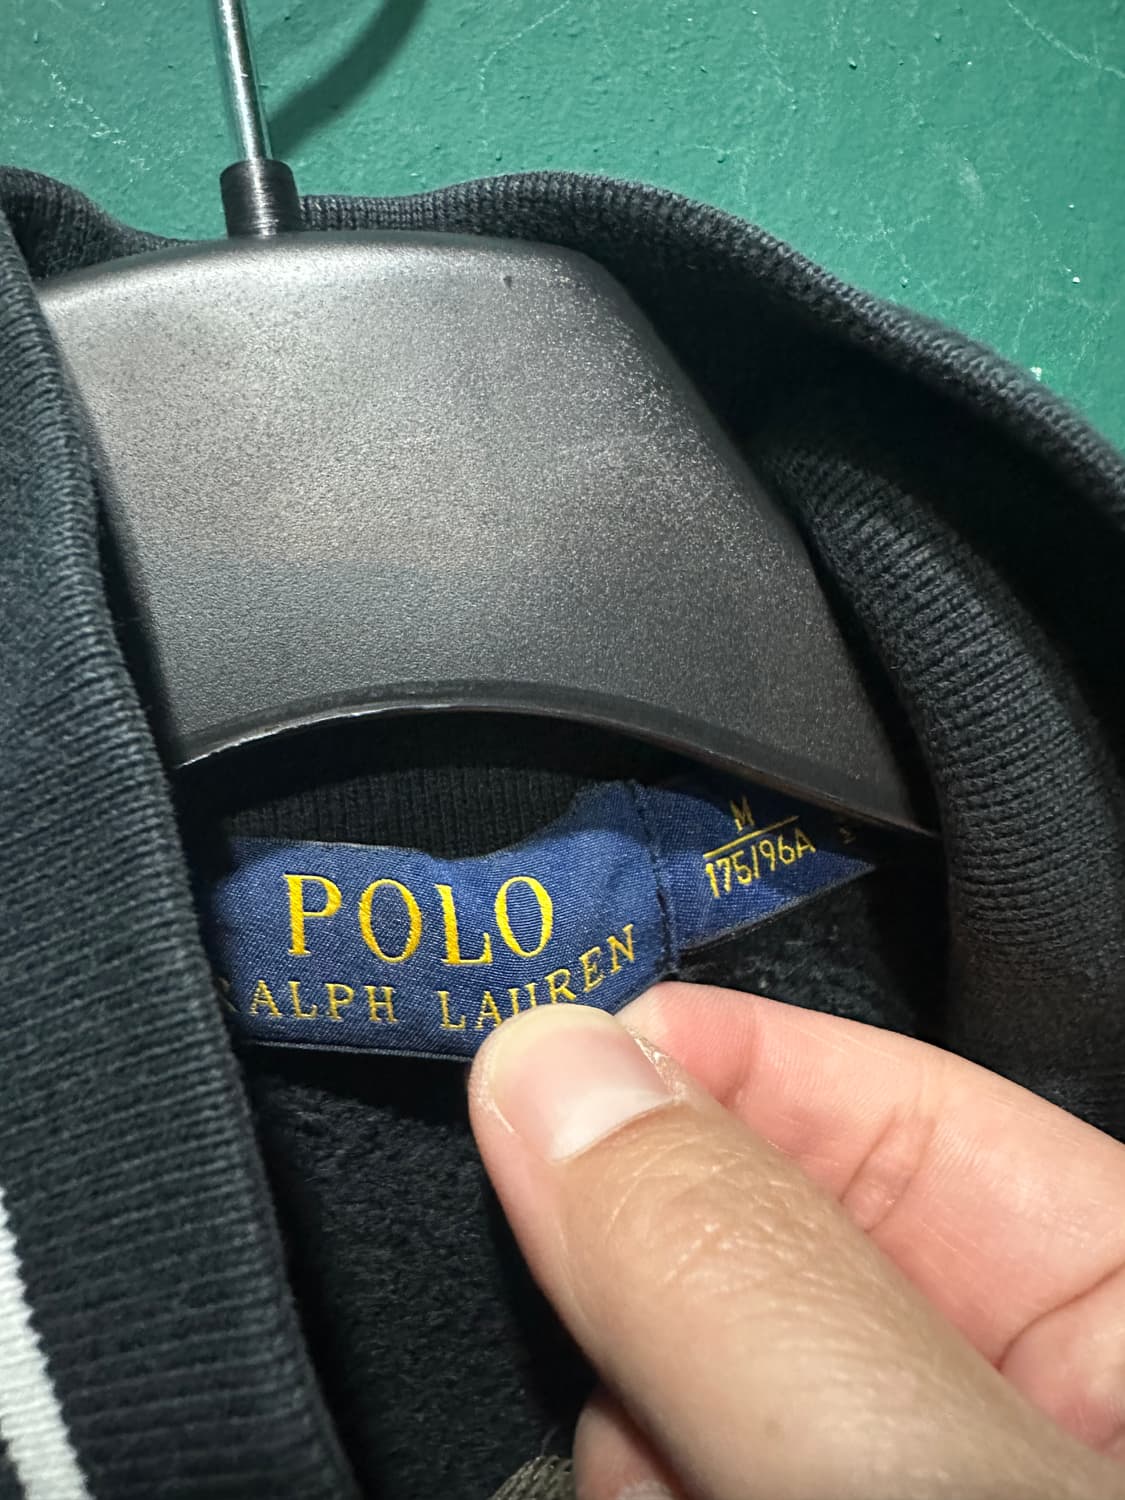 POLO
RALPH LAUREN
M
175/96A